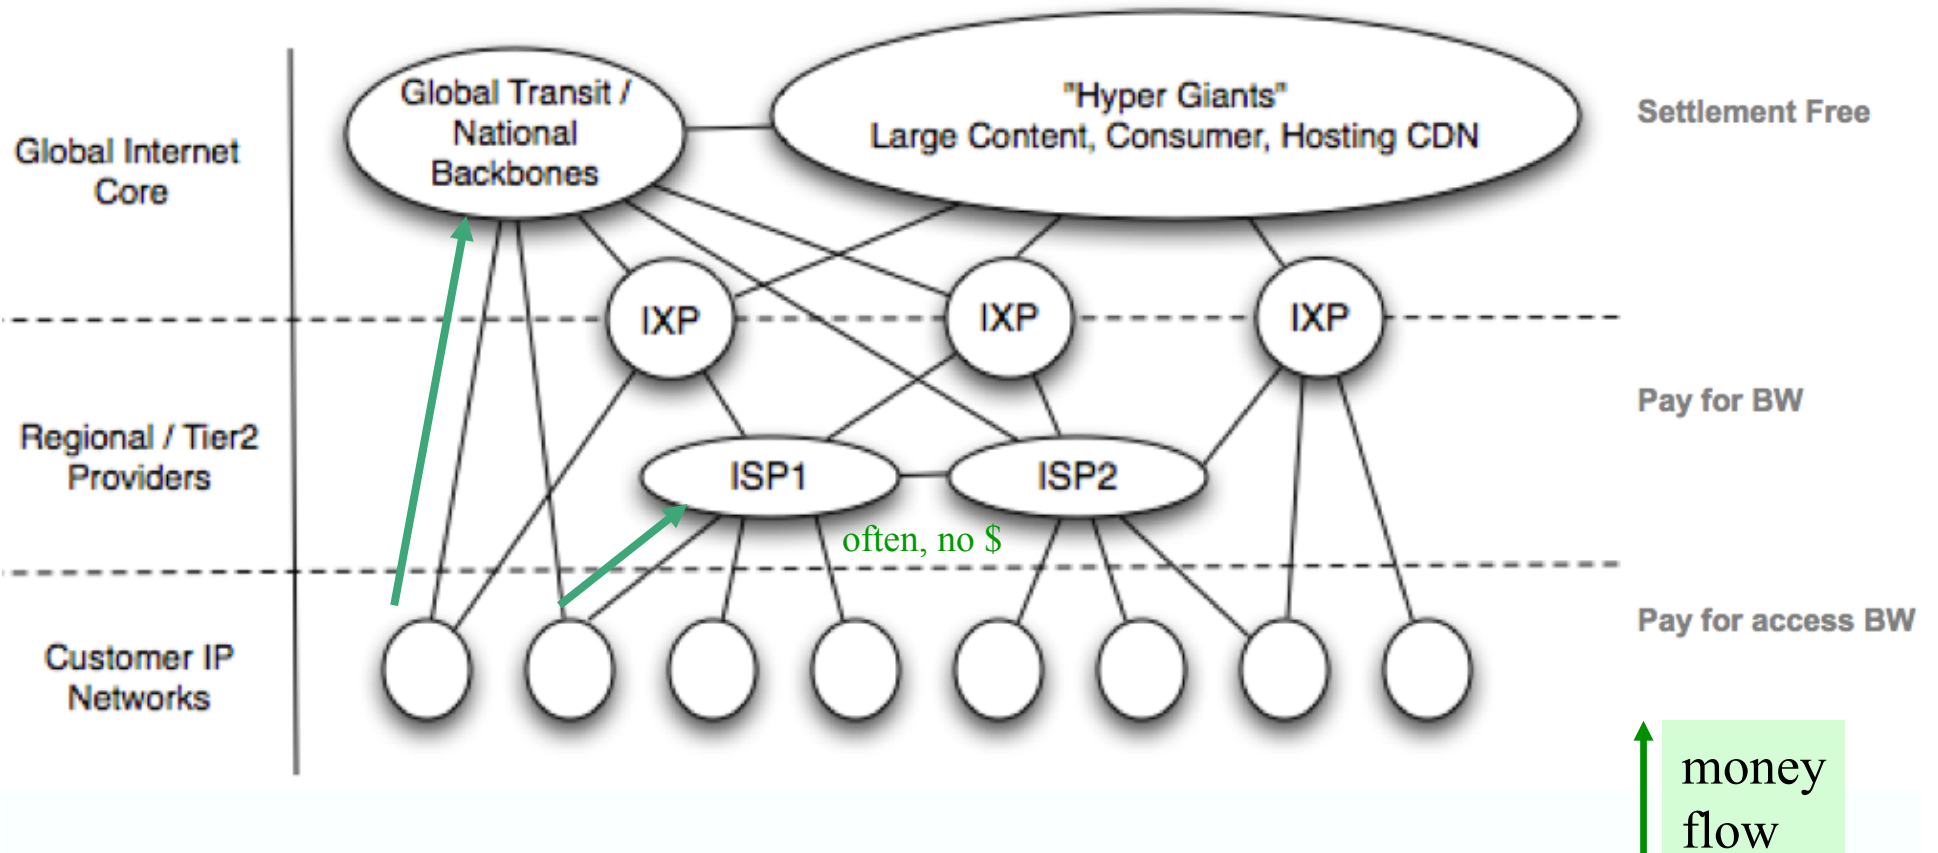 Global Transit /
National
Backbones
"Hyper Giants"
Large Content, Consumer, Hosting CDN
Settlement Free
Global Internet
Core
IXP
IXP
IXP
Pay for BW
Regional / Tier2
Providers
ISP1
ISP2
often, no $
Pay for access BW
Customer IP
Networks
money
flow